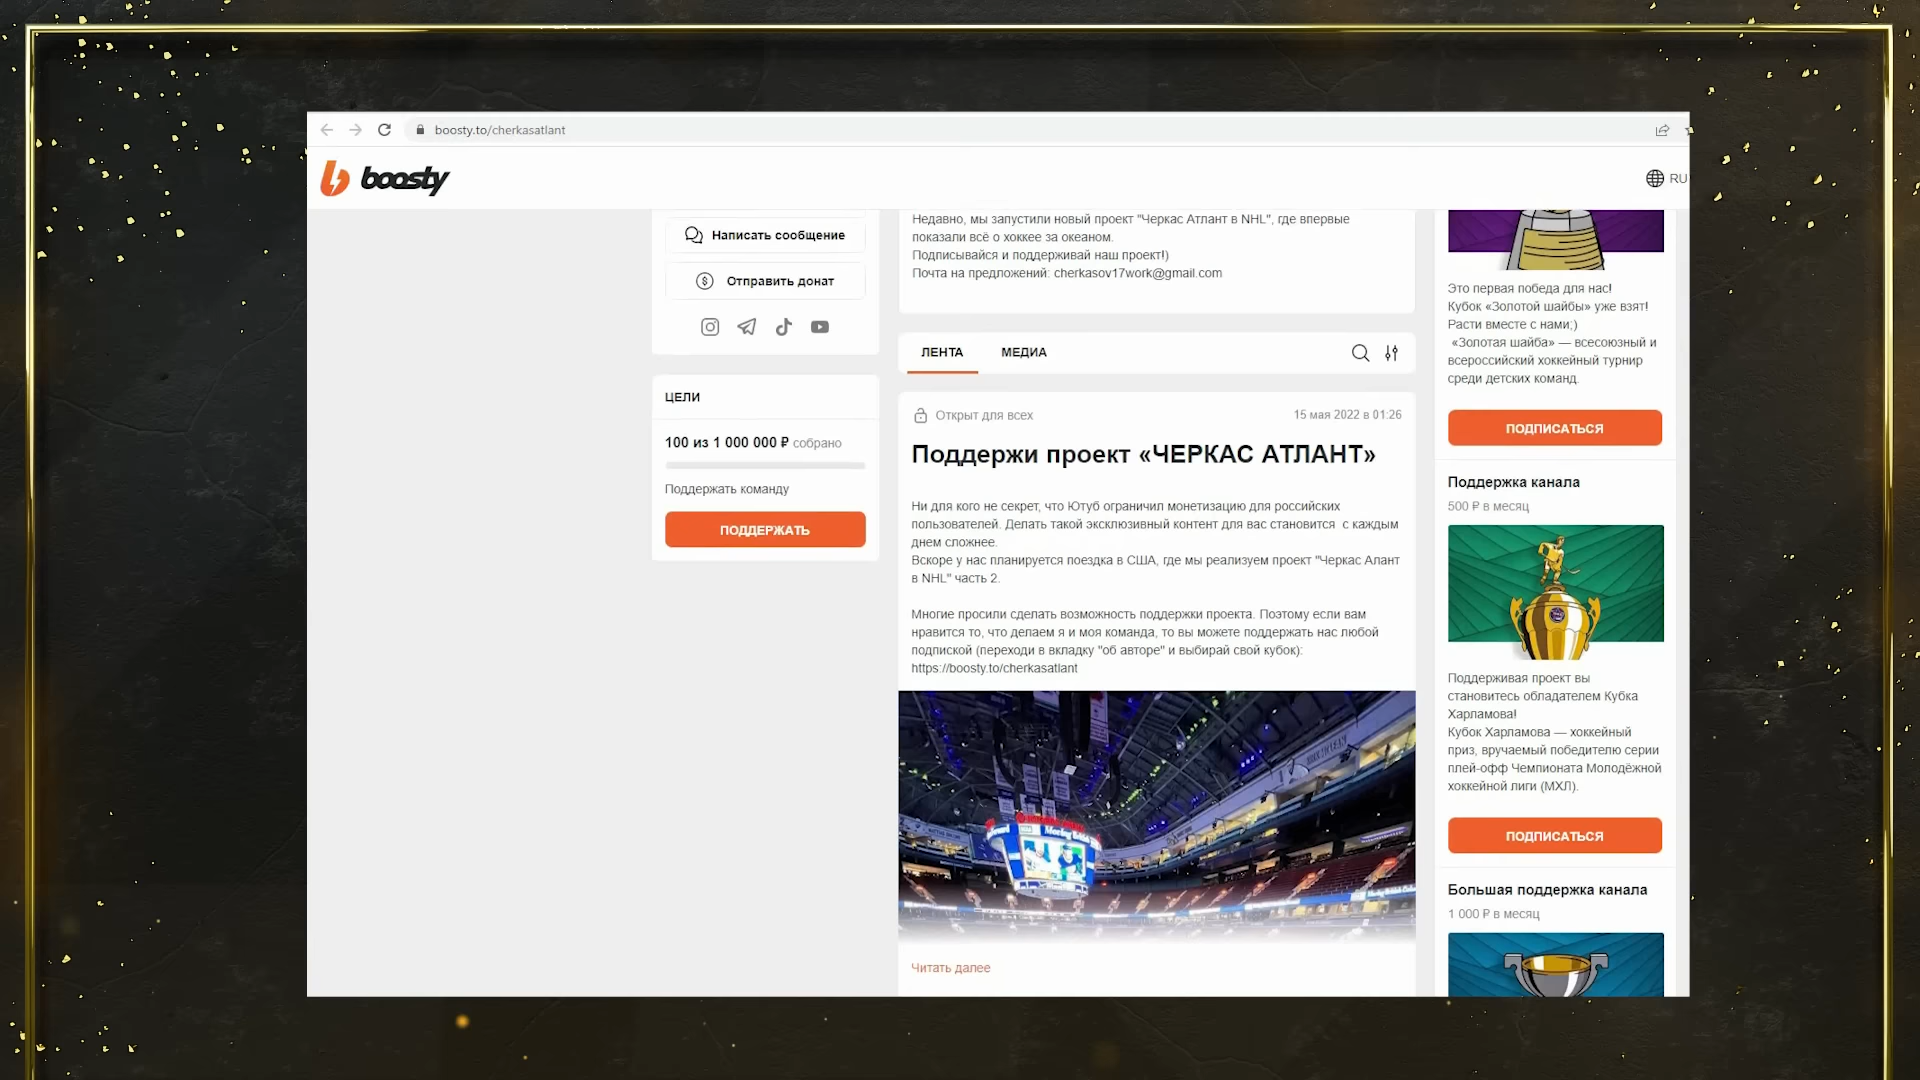 boosty.to/cherkasatlant
boosty
RU
Написать сообщение
Отправить донат
ЦЕЛИ
100 из 1 000 000 ₽ собрано
Поддержать команду
ПОДДЕРЖАТЬ
Недавно, мы запустили новый проект "Черкас Атлант в NHL", где впервые
показали всё о хоккее за океаном.
Подписывайся и поддерживай наш проект!)
Почта на предложений: cherkasov17work@gmail.com
ЛЕНТА
МЕДИА
Открыт для всех
15 мая 2022 в 01:26
Поддержи проект «ЧЕРКАС АТЛАНТ»
Ни для кого не секрет, что Ютуб ограничил монетизацию для российских
пользователей. Делать такой эксклюзивный контент для вас становится с каждым
днем сложнее.
Вскоре у нас планируется поездка в США, где мы реализуем проект "Черкас Алант
в NHL" часть 2.
Многие просили сделать возможность поддержки проекта. Поэтому если вам
нравится то, что делаем я и моя команда, то вы можете поддержать нас любой
подпиской (переходи в вкладку "об авторе" и выбирай свой кубок):
https://boosty.to/cherkasatlant
Читать далее
Это первая победа для нас!
Кубок «Золотой шайбы» уже взят!
Расти вместе с нами;)
«Золотая шайба» — всесоюзный и
всероссийский хоккейный турнир
среди детских команд.
ПОДПИСАТЬСЯ
Поддержка канала
500 ₽ в месяц
Поддерживая проект вы
становитесь обладателем Кубка
Харламова!
Кубок Харламова — хоккейный
приз, вручаемый победителю серии
плей-офф Чемпионата Молодёжной
хоккейной лиги (МХЛ).
ПОДПИСАТЬСЯ
Большая поддержка канала
1 000 ₽ в месяц